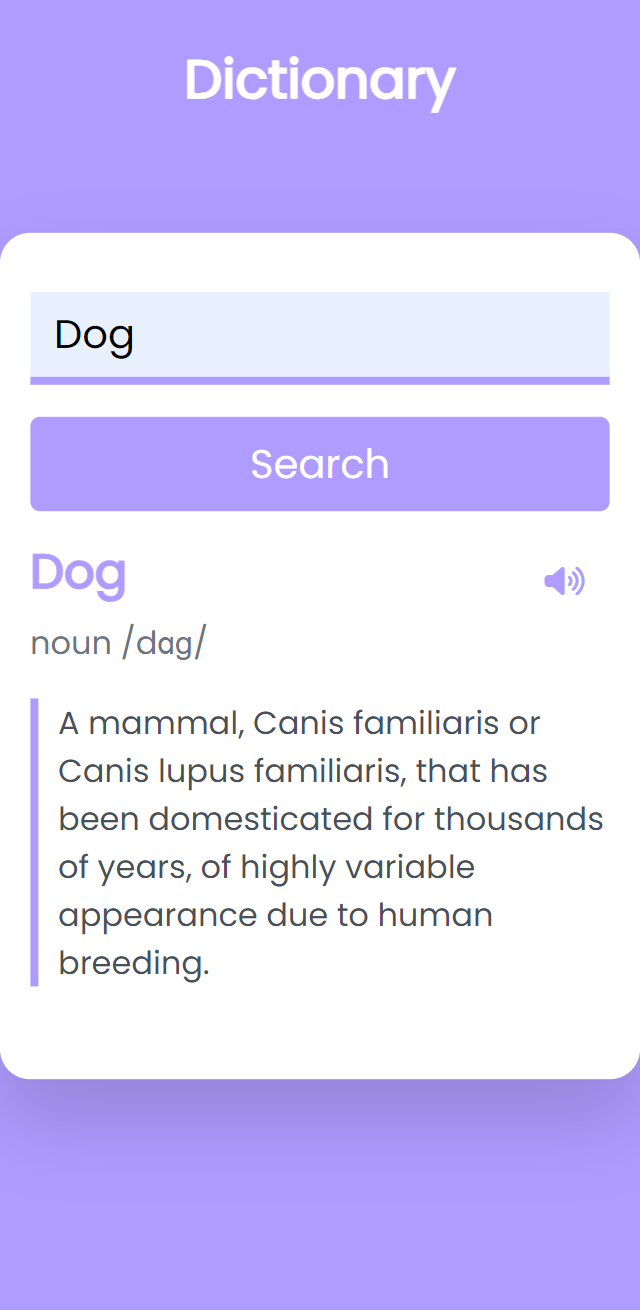 Dictionary
Dog
Search
Dog
noun /dɑɡ/
A mammal, Canis familiaris or
Canis lupus familiaris, that has
been domesticated for thousands
of years, of highly variable
appearance due to human
breeding.